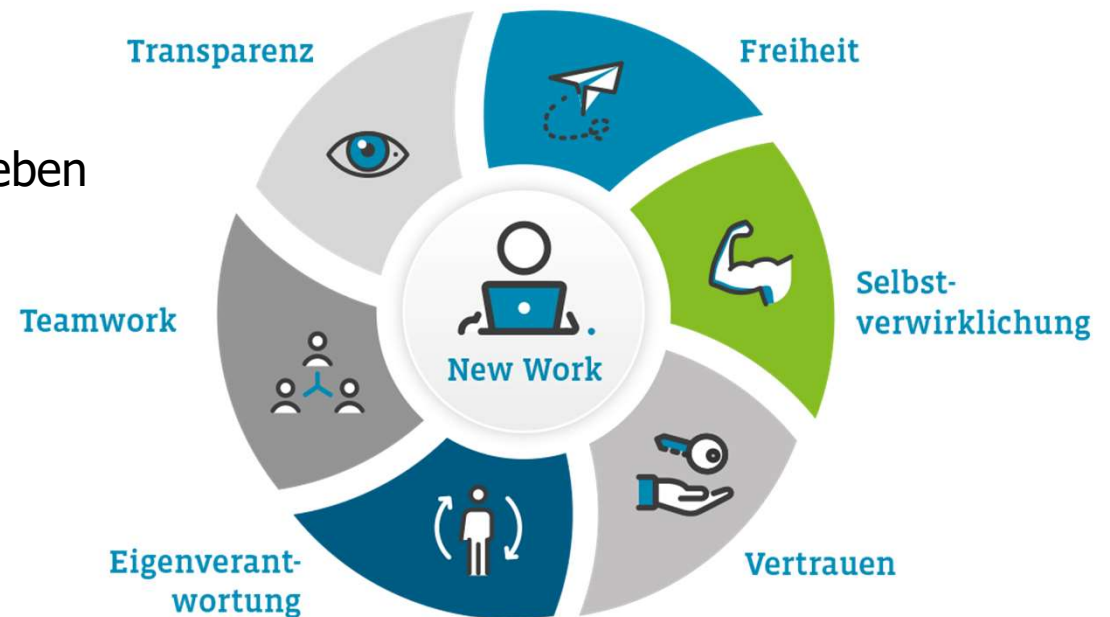 Transparenz
Freiheit
eben
Selbst-
verwirklichung
Teamwork
New Work
Eigenverant-
wortung
Vertrauen